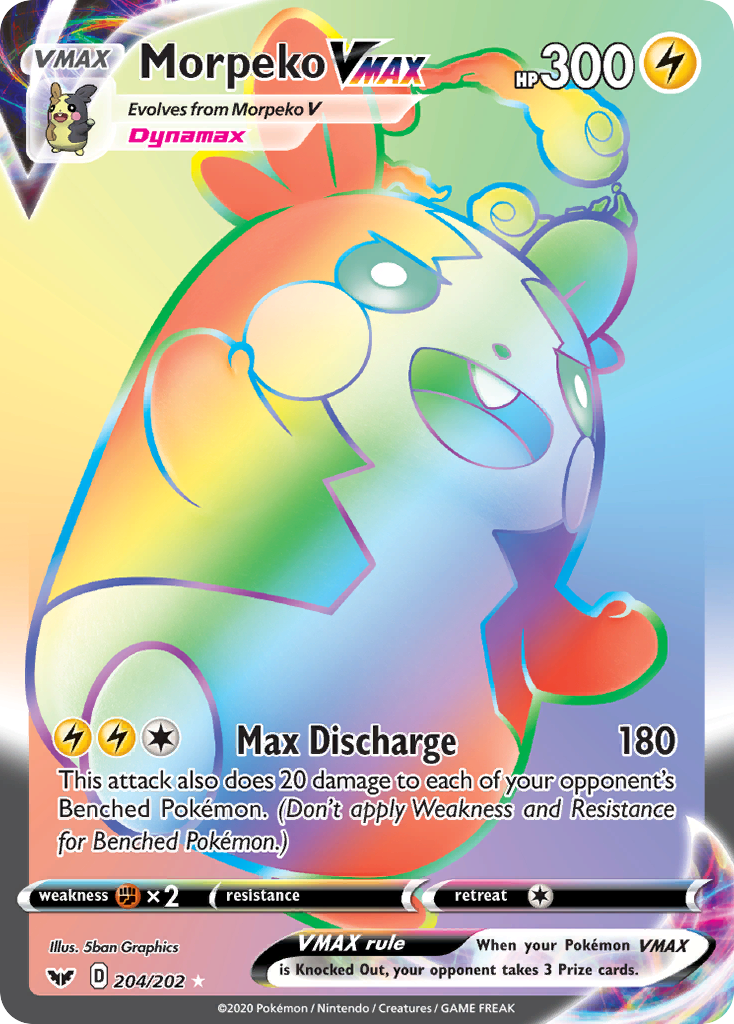 VMAX Morpeko VMAX HP300
Evolves from Morpeko V
Dynamax
Max Discharge 180
This attack also does 20 damage to each of your opponent's
Benched Pokémon. (Don't apply Weakness and Resistance
for Benched Pokémon.)
weakness ×2 resistance retreat
Illus. 5ban Graphics
VMAX rule When your Pokémon VMAX
is Knocked Out, your opponent takes 3 Prize cards.
D 204/202
©2020 Pokémon / Nintendo / Creatures / GAME FREAK